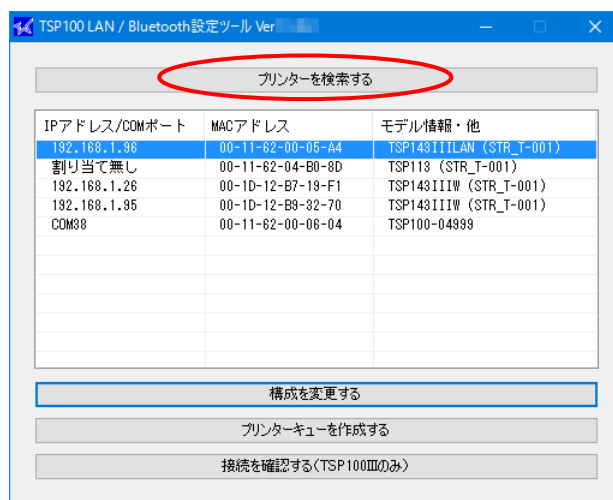 TSP100 LAN / Bluetooth設定ツール Ver
プリンターを検索する
IPアドレス/COMポート MACアドレス モデル情報・他
192.168.1.96 00-11-62-00-05-A4 TSP143IIILAN (STR_T-001)
割り当て無し 00-11-62-04-B0-8D TSP113 (STR_T-001)
192.168.1.26 00-1D-12-B7-19-F1 TSP143IIIW (STR_T-001)
192.168.1.95 00-1D-12-B9-32-70 TSP143IIIW (STR_T-001)
COM38 00-11-62-00-06-04 TSP100-04999
構成を変更する
プリンターキューを作成する
接続を確認する(TSP100Ⅲのみ)